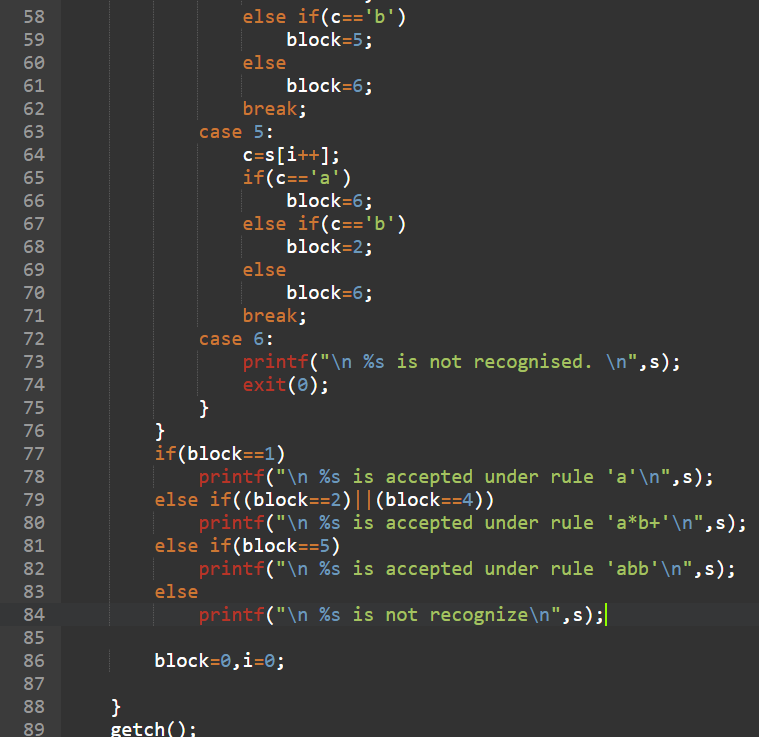 58 else if(c=='b')
59 block=5;
60 else
61 block=6;
62 break;
63 case 5:
64 c=s[i++];
65 if(c=='a')
66 block=6;
67 else if(c=='b')
68 block=2;
69 else
70 block=6;
71 break;
72 case 6:
73 printf("\n %s is not recognised. \n",s);
74 exit(0);
75 }
76 }
77 if(block==1)
78 printf("\n %s is accepted under rule 'a'\n",s);
79 else if((block==2)||(block==4))
80 printf("\n %s is accepted under rule 'a*b+'\n",s);
81 else if(block==5)
82 printf("\n %s is accepted under rule 'abb'\n",s);
83 else
84 printf("\n %s is not recognize\n",s);
85
86 block=0,i=0;
87
88 }
89 getch();